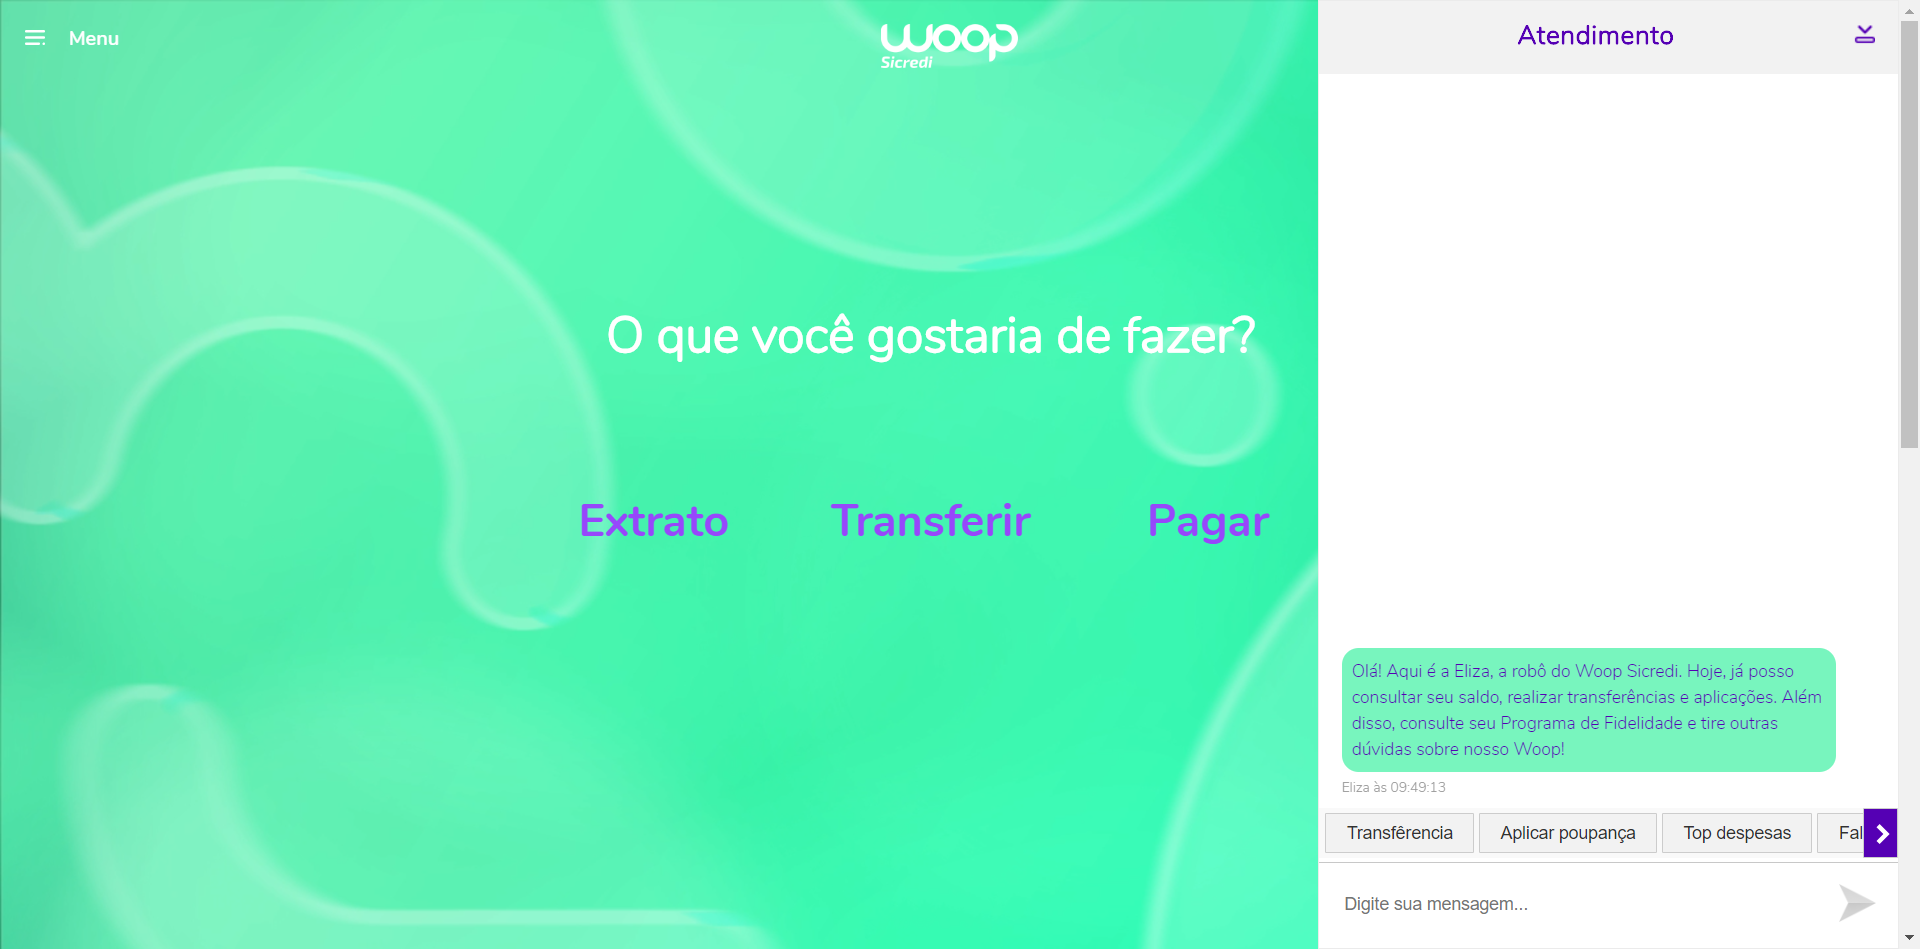 Menu
woop
Sicredi
O que você gostaria de fazer?
Extrato
Transferir
Pagar
Atendimento
Olá! Aqui é a Eliza, a robô do Woop Sicredi. Hoje, já posso
consultar seu saldo, realizar transferências e aplicações. Além
disso, consulte seu Programa de Fidelidade e tire outras
dúvidas sobre nosso Woop!
Eliza às 09:49:13
Transfêrencia
Aplicar poupança
Top despesas
Fal
Digite sua mensagem...